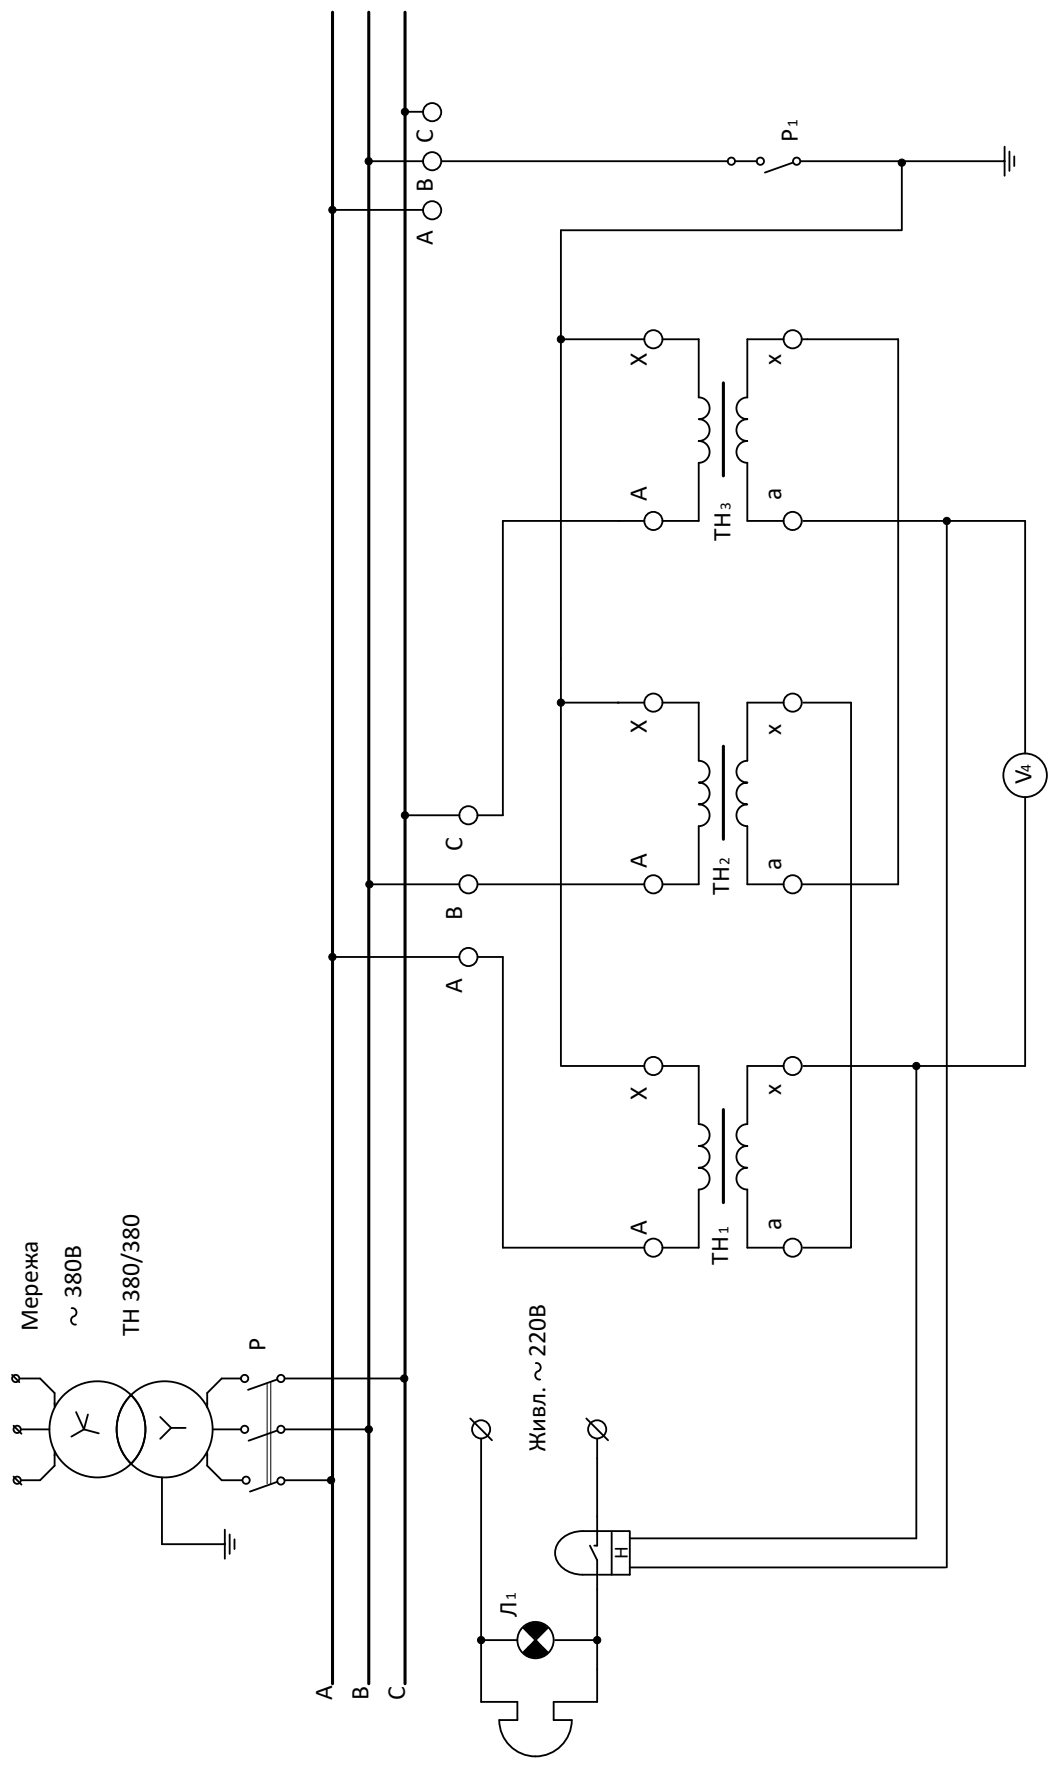 Мережа
~ 380В
ТН 380/380
Р
А
В
С
А
В
С
А
В
С
Р1
А
Х
А
Х
А
Х
ТН1
ТН2
ТН3
а
х
а
х
а
х
V4
Живл. ~ 220В
Л1
Н